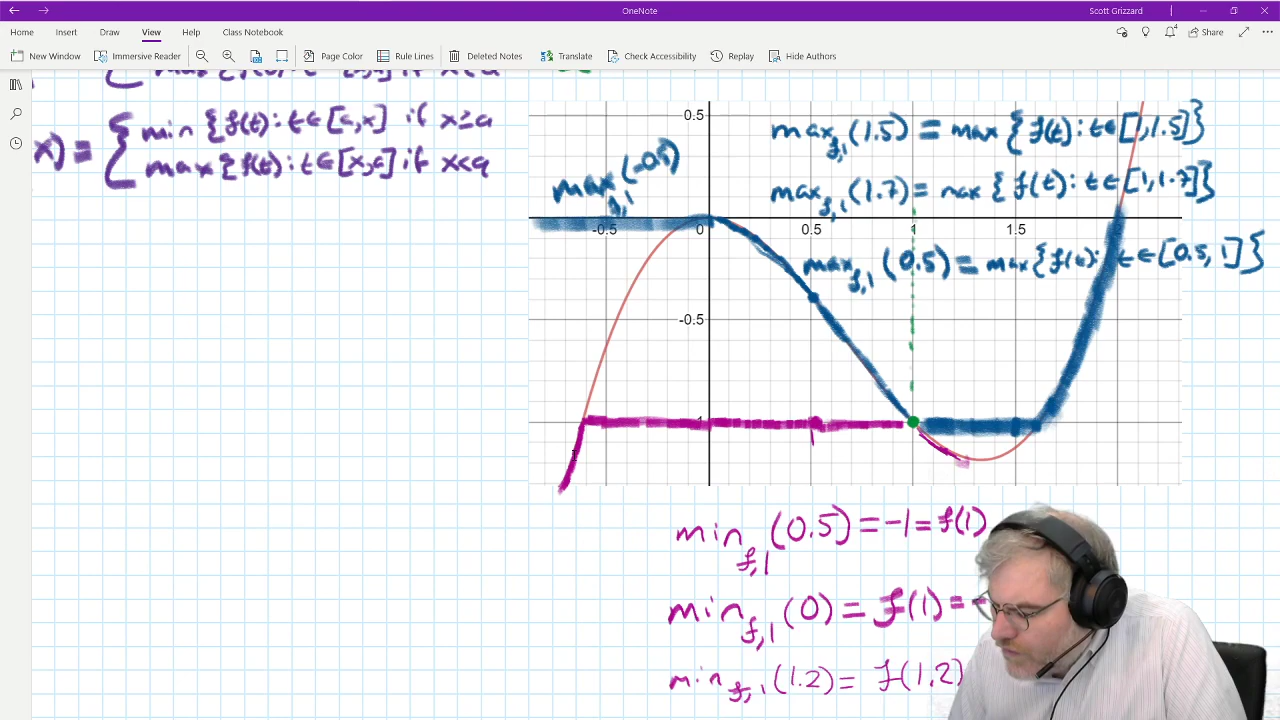 OneNote
Scott Grizzard
Home Insert Draw View Help Class Notebook
Share
New Window Immersive Reader Page Color Rule Lines Deleted Notes Translate Check Accessibility Replay Hide Authors
x) = { min {f(t): t∈[a,x] if x≥a
max {f(t): t∈[x,a] if x<a
max_f,1 (-0.5)
max_f,1 (1.5) = max {f(t): t∈[,1.5]}
max_f,1 (1.7) = max {f(t): t∈[1,1.7]}
max_f,1 (0.5) = max{f(t): t∈[0.5, 1]}
0.5
-0.5 0 0.5 1 1.5
-0.5
-1
min_f,1 (0.5) = -1 = f(1)
min_f,1 (0) = f(1) = -
min_f,1 (1.2) = f(1.2)